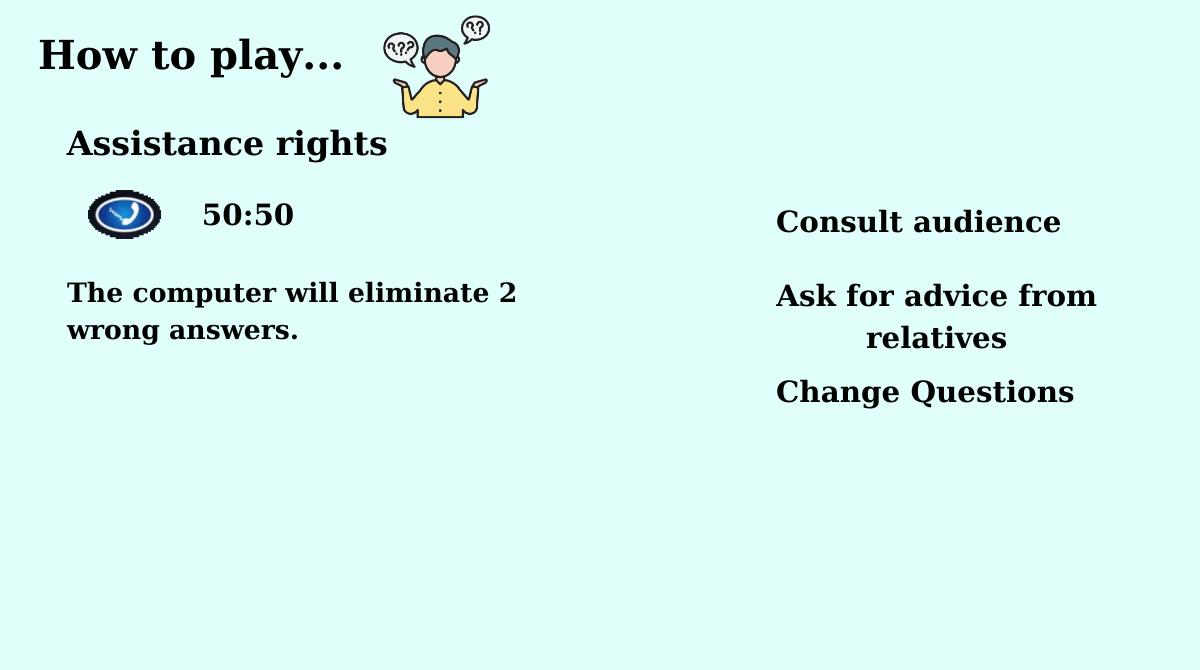 How to play...
??? ??
Assistance rights
50:50
The computer will eliminate 2
wrong answers.
Consult audience
Ask for advice from
relatives
Change Questions